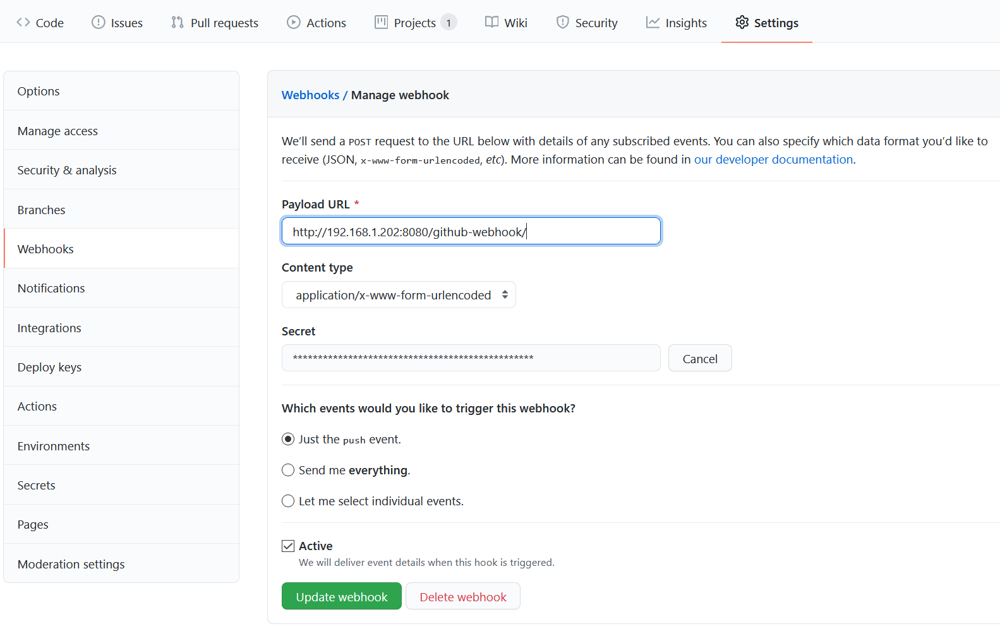 Code Issues Pull requests Actions Projects 1 Wiki Security Insights Settings
Options
Manage access
Security & analysis
Branches
Webhooks
Notifications
Integrations
Deploy keys
Actions
Environments
Secrets
Pages
Moderation settings
Webhooks / Manage webhook
We’ll send a POST request to the URL below with details of any subscribed events. You can also specify which data format you’d like to
receive (JSON, x-www-form-urlencoded, etc). More information can be found in our developer documentation.
Payload URL *
http://192.168.1.202:8080/github-webhook/
Content type
application/x-www-form-urlencoded
Secret
************************************************
Cancel
Which events would you like to trigger this webhook?
Just the push event.
Send me everything.
Let me select individual events.
Active
We will deliver event details when this hook is triggered.
Update webhook Delete webhook